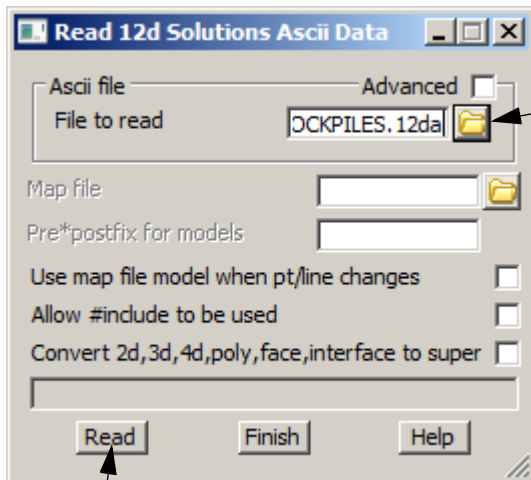 Read 12d Solutions Ascii Data
Ascii file Advanced
File to read OCKPILES.12da
Map file
Pre*postfix for models
Use map file model when pt/line changes
Allow #include to be used
Convert 2d,3d,4d,poly,face,interface to super
Read Finish Help